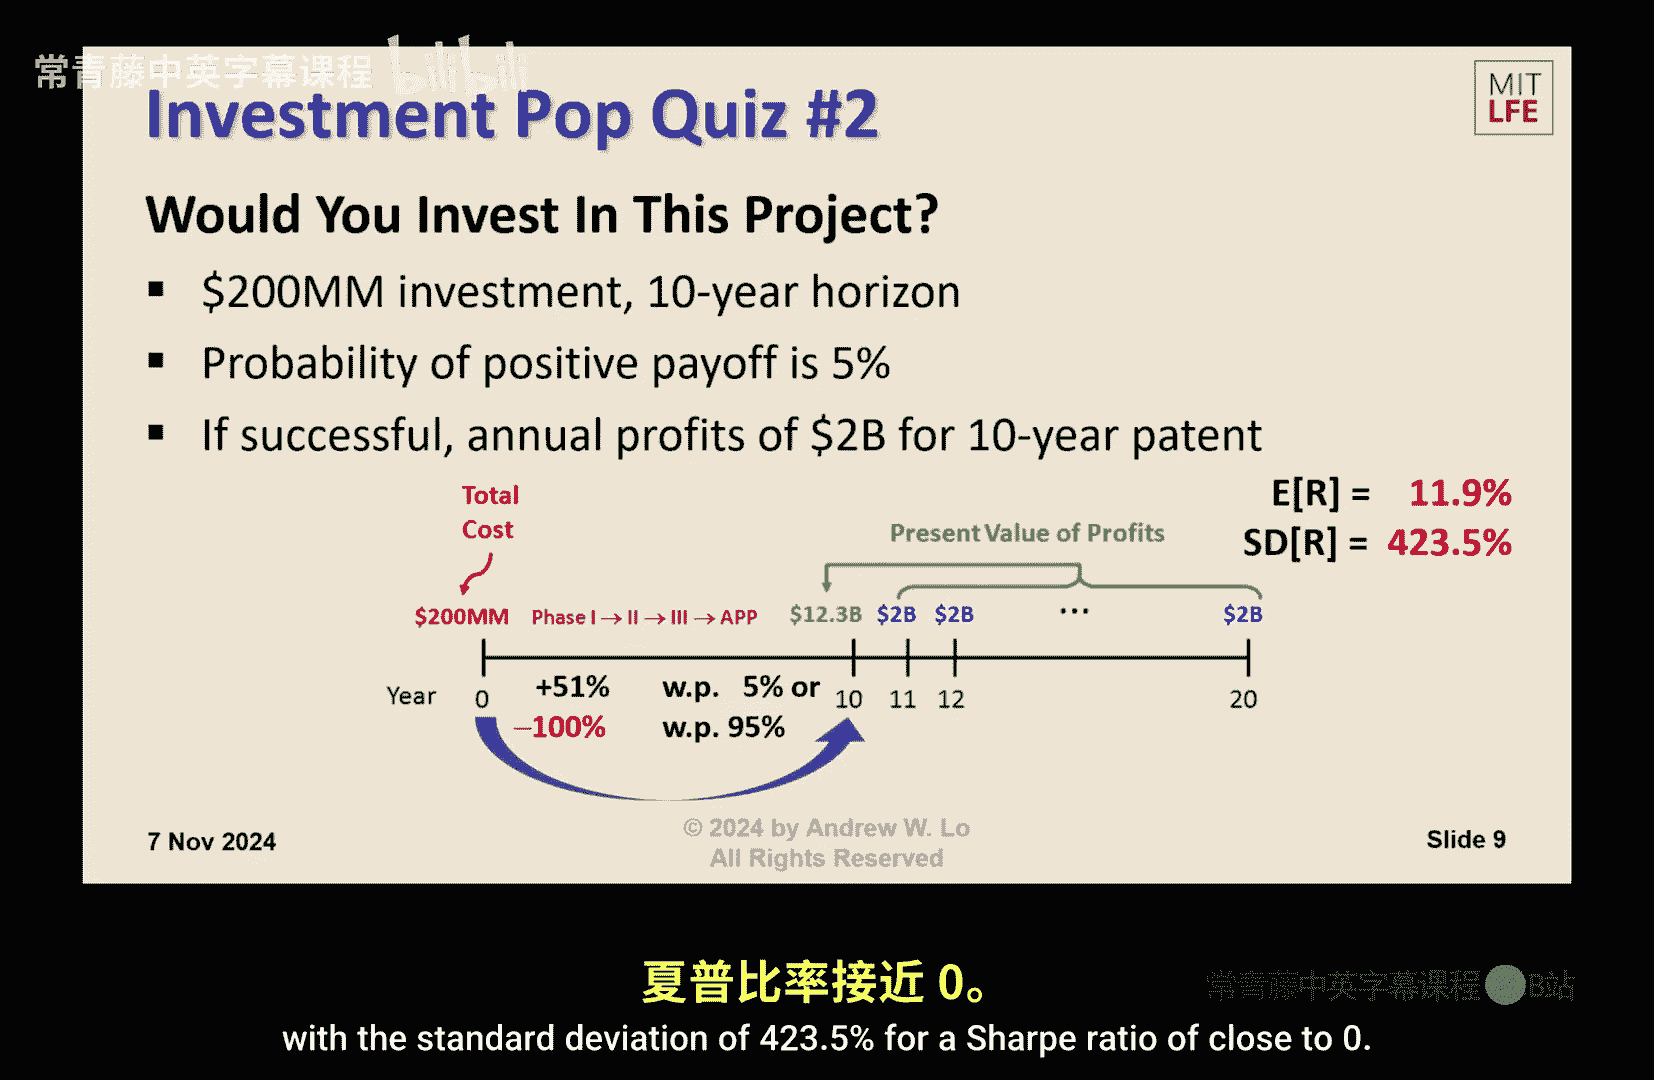 常青藤中英字幕课程 bilibili
Investment Pop Quiz #2
MIT
LFE
Would You Invest In This Project?
▪ $200MM investment, 10-year horizon
▪ Probability of positive payoff is 5%
▪ If successful, annual profits of $2B for 10-year patent
E[R] = 11.9%
SD[R] = 423.5%
Total
Cost
Present Value of Profits
$200MM Phase I → II → III → APP $12.3B $2B $2B ... $2B
Year 0 10 11 12 20
+51% w.p. 5% or
–100% w.p. 95%
7 Nov 2024
© 2024 by Andrew W. Lo
All Rights Reserved
Slide 9
夏普比率接近 0。
常青藤中英字幕课程 B站
with the standard deviation of 423.5% for a Sharpe ratio of close to 0.